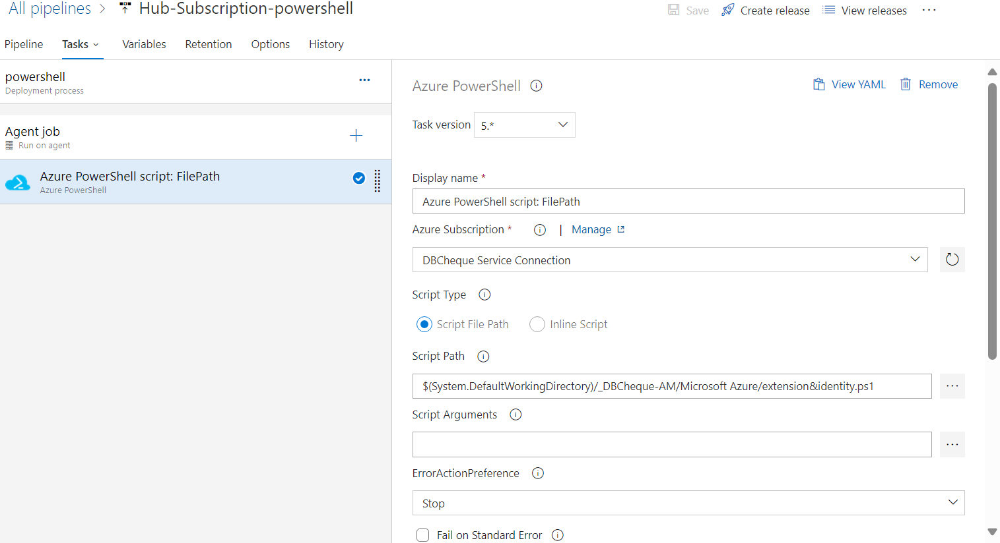 All pipelines > Hub-Subscription-powershell
Save Create release View releases ...
Pipeline Tasks Variables Retention Options History
powershell
Deployment process
...
Agent job
Run on agent
Azure PowerShell script: FilePath
Azure PowerShell
Azure PowerShell
View YAML Remove
Task version 5.*
Display name *
Azure PowerShell script: FilePath
Azure Subscription * | Manage
DBCheque Service Connection
Script Type
Script File Path Inline Script
Script Path
$(System.DefaultWorkingDirectory)/_DBCheque-AM/Microsoft Azure/extension&identity.ps1
...
Script Arguments
...
ErrorActionPreference
Stop
Fail on Standard Error